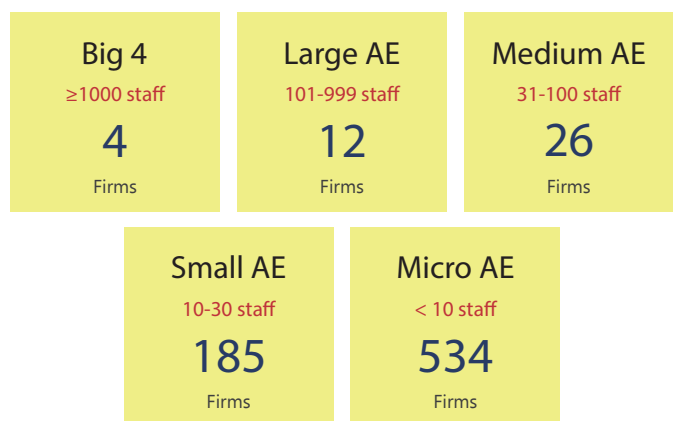 Big 4
≥1000 staff
4
Firms
Large AE
101-999 staff
12
Firms
Medium AE
31-100 staff
26
Firms
Small AE
10-30 staff
185
Firms
Micro AE
< 10 staff
534
Firms